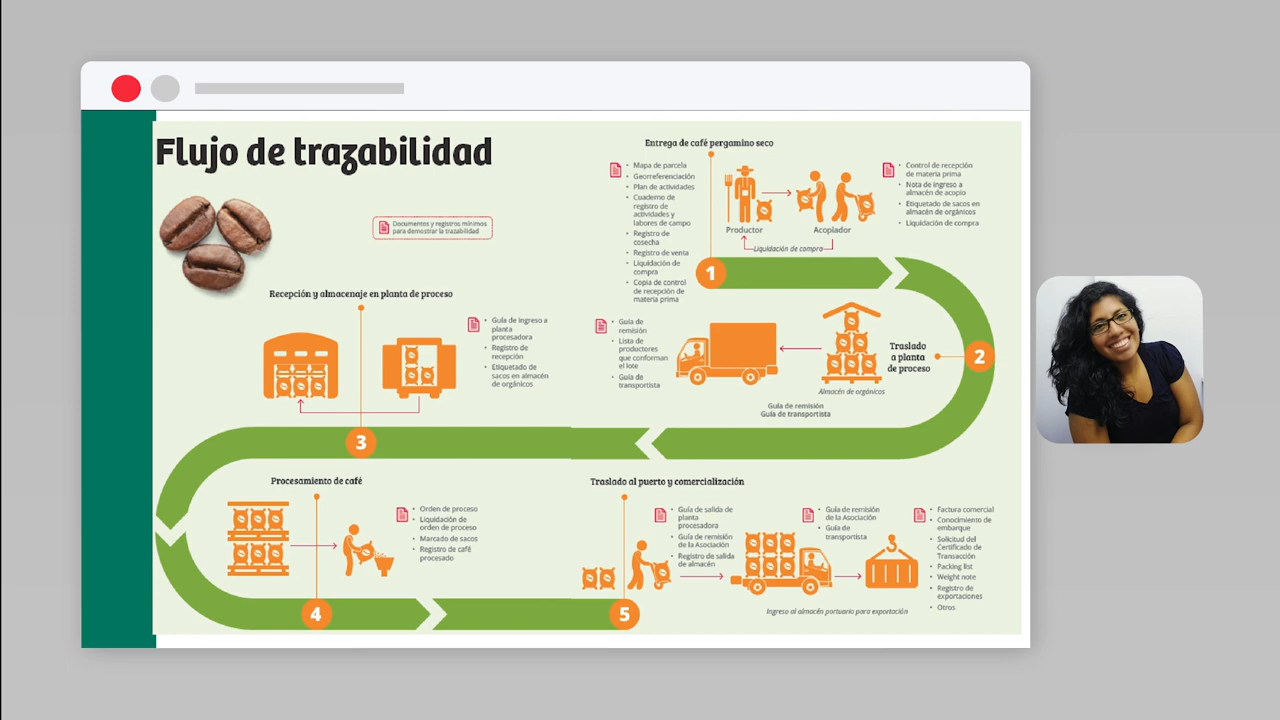 Flujo de trazabilidad
Documentos y registros mínimos
para demostrar la trazabilidad
Entrega de café pergamino seco
• Mapa de parcela
• Georreferenciación
• Plan de actividades
• Cuaderno de
registro de
actividades y
labores de campo
• Registro de
cosecha
• Registro de venta
• Liquidación de
compra
• Copia de control
de recepción de
materia prima
Productor
Acopiador
Liquidación de compra
• Control de recepción
de materia prima
• Nota de ingreso a
almacén de acopio
• Etiquetado de sacos en
almacén de orgánicos
• Liquidación de compra
1
Traslado
a planta
de proceso
2
• Guía de
remisión
• Lista de
productores
que conforman
el lote
• Guía de
transportista
Almacén de orgánicos
Guía de remisión
Guía de transportista
Recepción y almacenaje en planta de proceso
• Guía de ingreso a
planta
procesadora
• Registro de
recepción
• Etiquetado de
sacos en almacén
de orgánicos
3
Procesamiento de café
• Orden de proceso
• Liquidación de
orden de proceso
• Marcado de sacos
• Registro de café
procesado
4
Traslado al puerto y comercialización
• Guía de salida de
planta
procesadora
• Guía de remisión
de la Asociación
• Registro de salida
de almacén
• Guía de remisión
de la Asociación
• Guía de
transportista
• Factura comercial
• Conocimiento de
embarque
• Solicitud del
Certificado de
Transacción
• Packing list
• Weight note
• Registro de
exportaciones
• Otros
Ingreso al almacén portuario para exportación
5